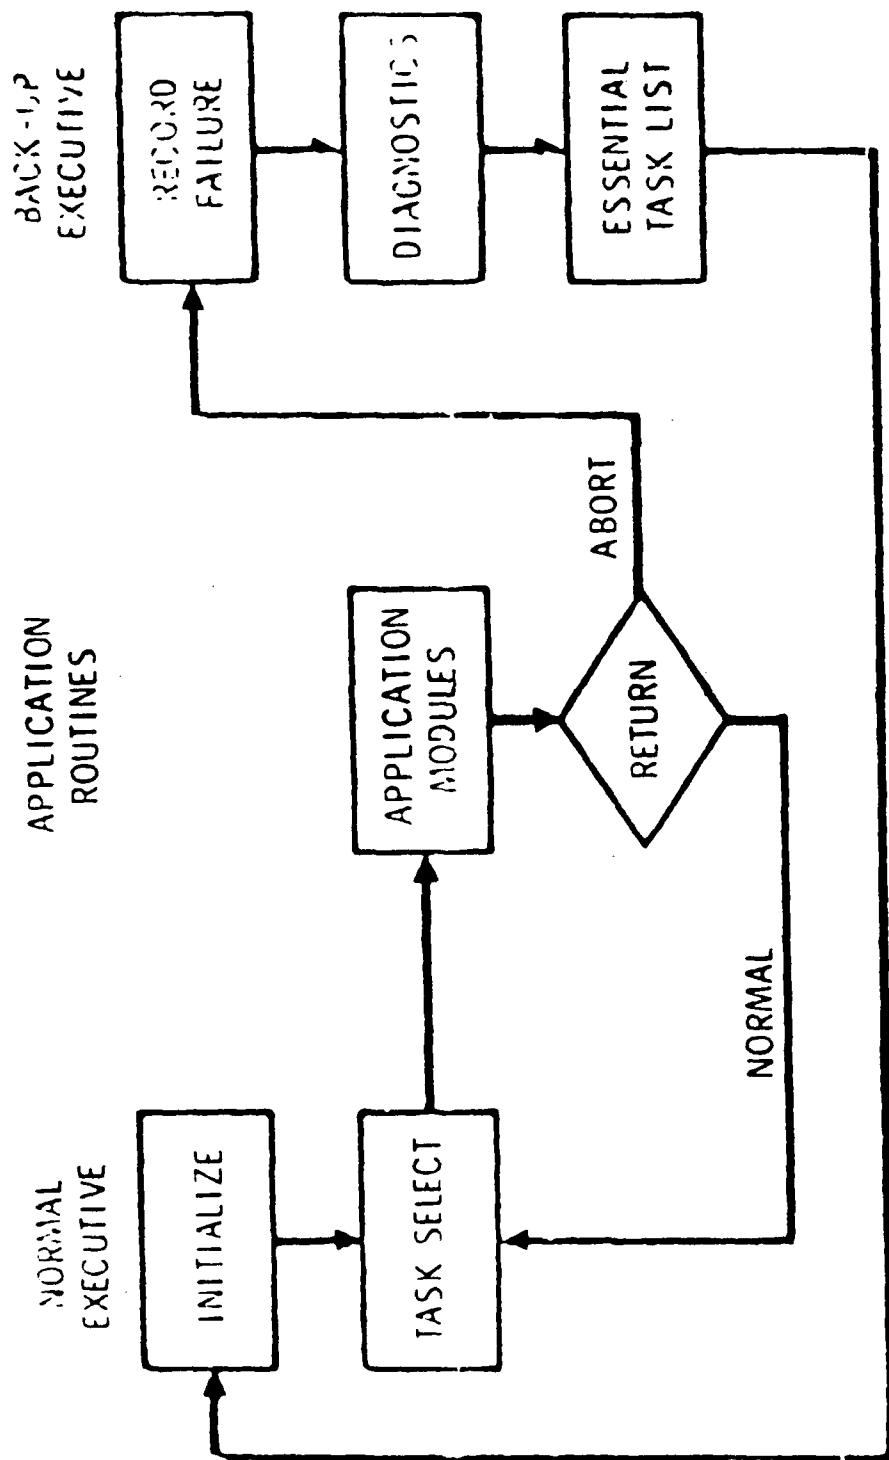 NORMAL
EXECUTIVE
INITIALIZE
TASK SELECT
NORMAL
APPLICATION
ROUTINES
APPLICATION
MODULES
RETURN
ABORT
BACK-UP
EXECUTIVE
RECORD
FAILURE
DIAGNOSTICS
ESSENTIAL
TASK LIST